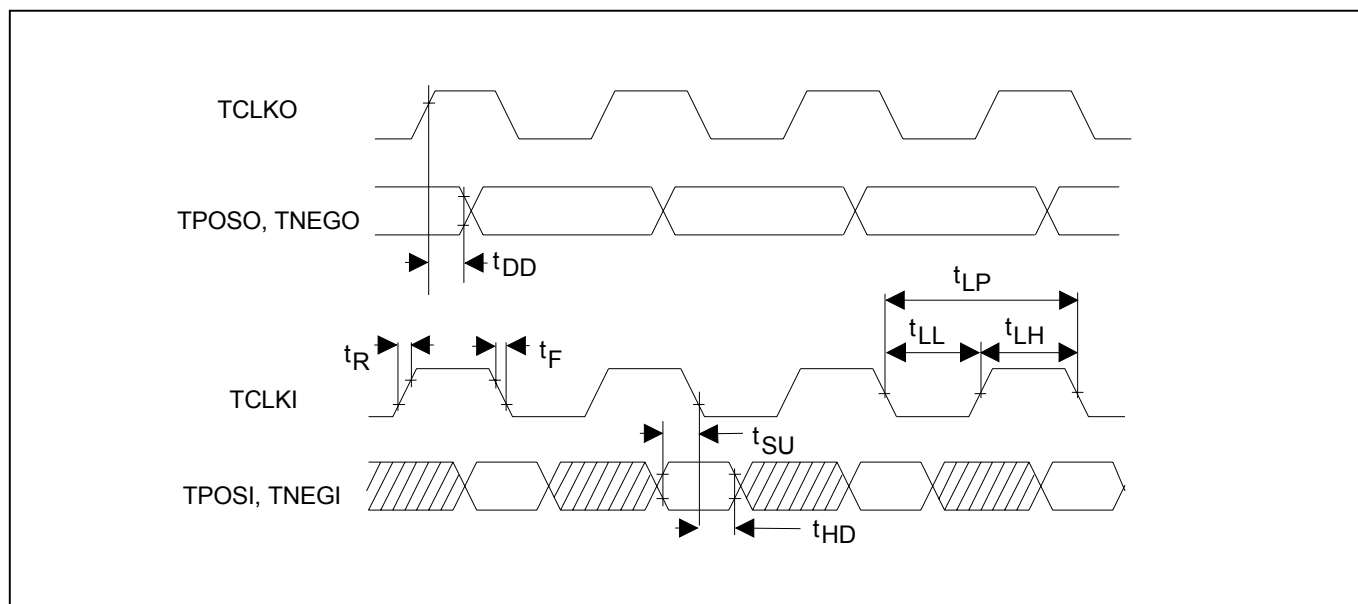 TCLKO
TPOSO, TNEGO
tDD
tLP
tLL tLH
tR tF
TCLKI
tSU
TPOSI, TNEGI
tHD